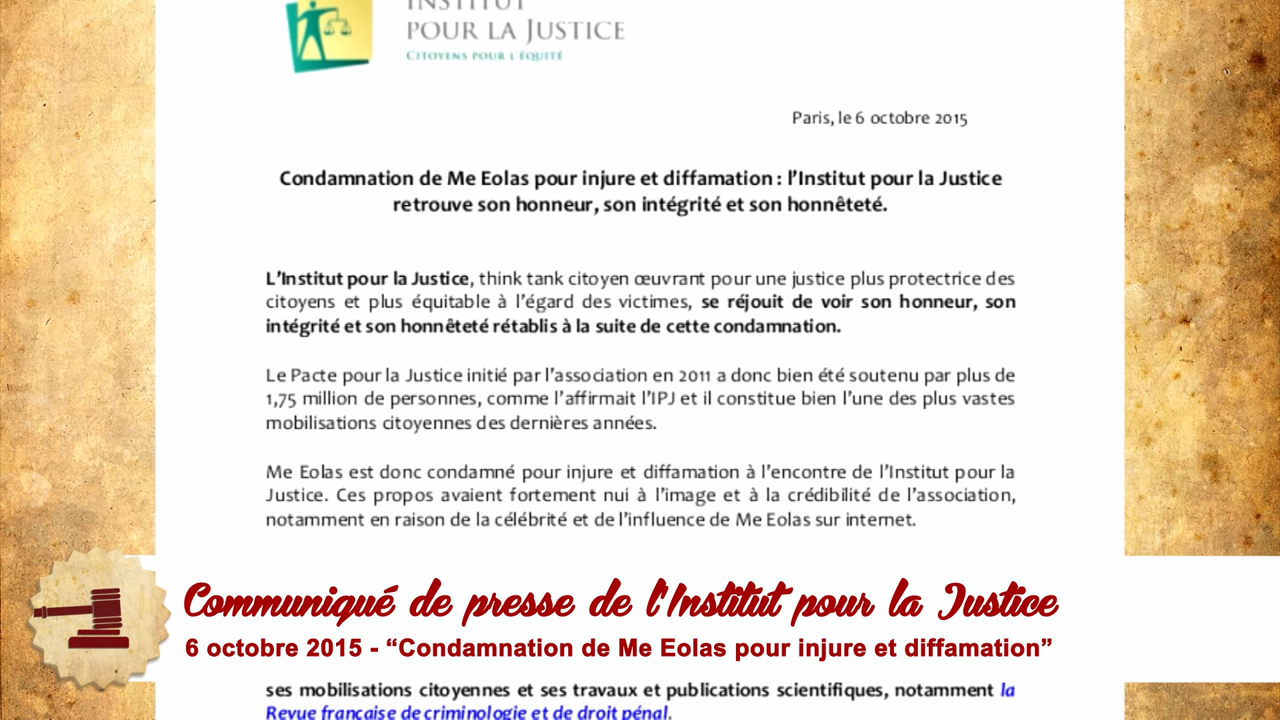 INSTITUT
POUR LA JUSTICE
CITOYENS POUR L'ÉQUITÉ
Paris, le 6 octobre 2015
Condamnation de Me Eolas pour injure et diffamation : l’Institut pour la Justice
retrouve son honneur, son intégrité et son honnêteté.
L’Institut pour la Justice, think tank citoyen œuvrant pour une justice plus protectrice des
citoyens et plus équitable à l’égard des victimes, se réjouit de voir son honneur, son
intégrité et son honnêteté rétablis à la suite de cette condamnation.
Le Pacte pour la Justice initié par l’association en 2011 a donc bien été soutenu par plus de
1,75 million de personnes, comme l’affirmait l’IPJ et il constitue bien l’une des plus vastes
mobilisations citoyennes des dernières années.
Me Eolas est donc condamné pour injure et diffamation à l’encontre de l’Institut pour la
Justice. Ces propos avaient fortement nui à l’image et à la crédibilité de l’association,
notamment en raison de la célébrité et de l’influence de Me Eolas sur internet.
Communiqué de presse de l'Institut pour la Justice
6 octobre 2015 - “Condamnation de Me Eolas pour injure et diffamation”
ses mobilisations citoyennes et ses travaux et publications scientifiques, notamment la
Revue française de criminologie et de droit pénal.